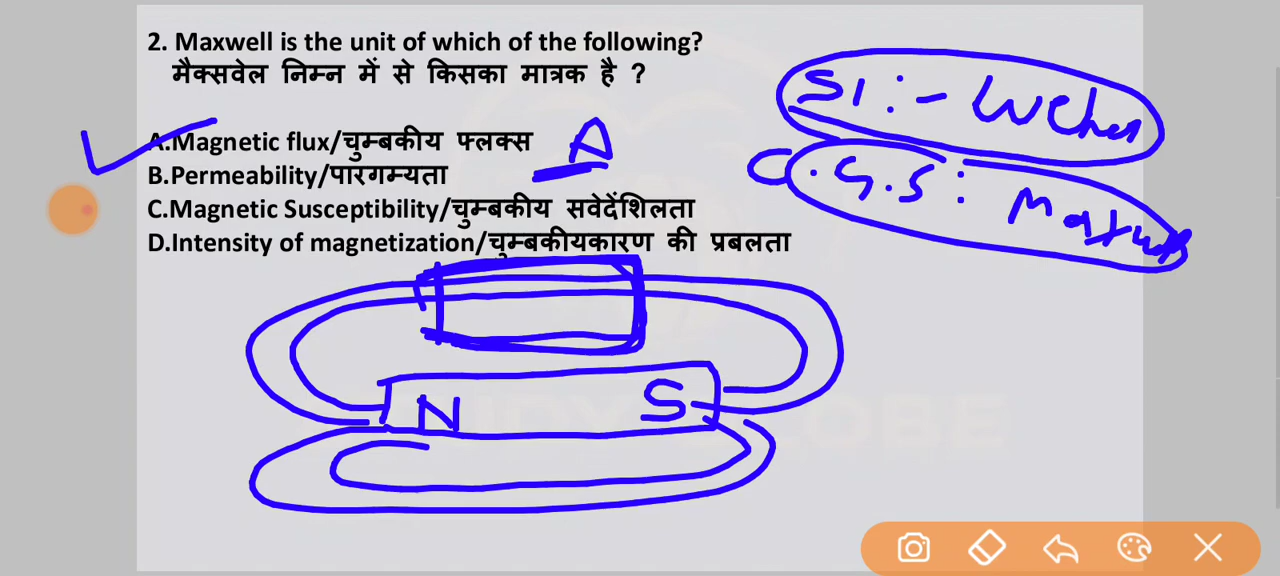 2. Maxwell is the unit of which of the following?
मैक्सवेल निम्न में से किसका मात्रक है ?
A.Magnetic flux/चुम्बकीय फ्लक्स
A
B.Permeability/पारगम्यता
C.Magnetic Susceptibility/चुम्बकीय सवेदेंशिलता
D.Intensity of magnetization/चुम्बकीयकारण की प्रबलता
SI :- Weber
C.G.S :
N S